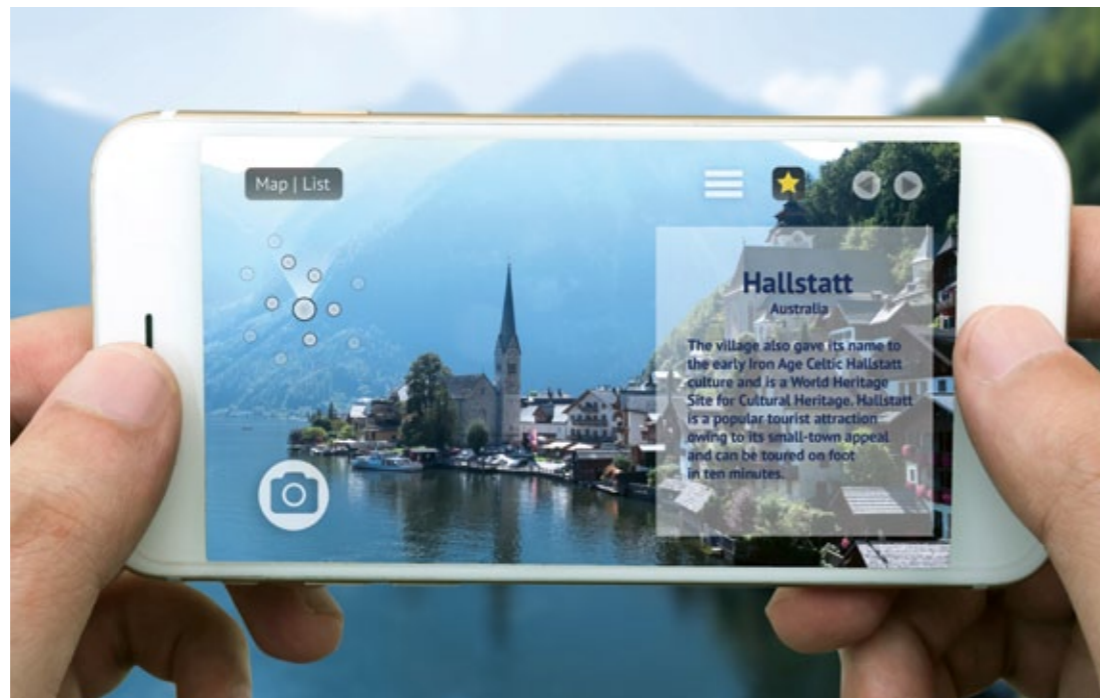 Map | List
Hallstatt
Australia
The village also gave its name to
the early Iron Age Celtic Hallstatt
culture and is a World Heritage
Site for Cultural Heritage. Hallstatt
is a popular tourist attraction
owing to its small-town appeal
and can be toured on foot
in ten minutes.